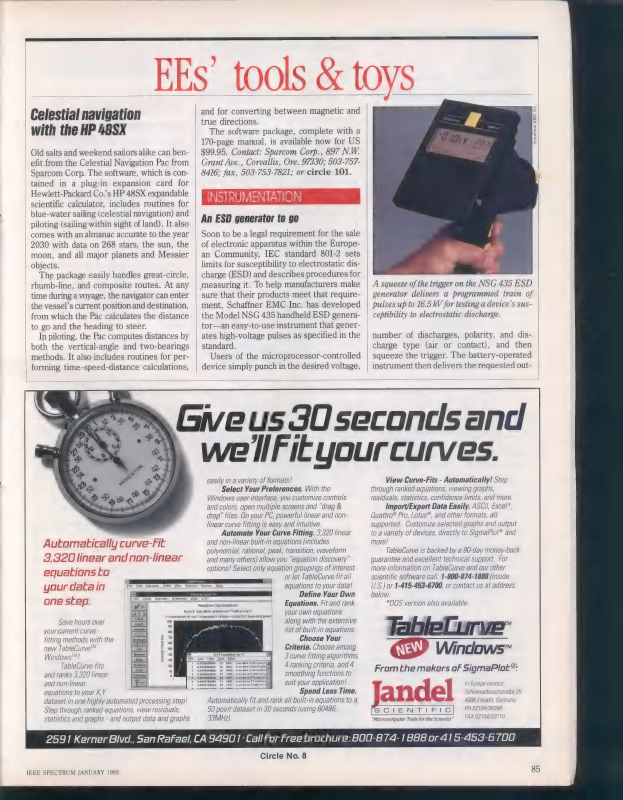 EEs' tools & toys
Celestial navigation
with the HP 48SX
Old salts and weekend sailors alike can ben-
efit from the Celestial Navigation Pac from
Sparcom Corp. The software, which is con-
tained in a plug-in expansion card for
Hewlett-Packard Co.'s HP 48SX expandable
scientific calculator, includes routines for
blue-water sailing (celestial navigation) and
piloting (sailing within sight of land). It also
comes with an almanac accurate to the year
2030 with data on 268 stars, the sun, the
moon, and all major planets and Messier
objects.
The package easily handles great-circle,
rhumb-line, and composite routes. At any
time during a voyage, the navigator can enter
the vessel's current position and destination,
from which the Pac calculates the distance
to go and the heading to steer.
In piloting, the Pac computes distances by
both the vertical-angle and two-bearings
methods. It also includes routines for per-
forming time-speed-distance calculations,
and for converting between magnetic and
true directions.
The software package, complete with a
170-page manual, is available now for US
$99.95. Contact: Sparcom Corp., 897 N.W.
Grant Ave., Corvallis, Ore. 97330; 503-757-
8416; fax, 503-753-7821; or circle 101.
INSTRUMENTATION
An ESD generator to go
Soon to be a legal requirement for the sale
of electronic apparatus within the Europe-
an Community, IEC standard 801-2 sets
limits for susceptibility to electrostatic dis-
charge (ESD) and describes procedures for
measuring it. To help manufacturers make
sure that their products meet that require-
ment, Schaffner EMC Inc. has developed
the Model NSG 435 handheld ESD genera-
tor—an easy-to-use instrument that gener-
ates high-voltage pulses as specified in the
standard.
Users of the microprocessor-controlled
device simply punch in the desired voltage,
A squeeze of the trigger on the NSG 435 ESD
generator delivers a programmed train of
pulses up to 16.5 kV for testing a device's sus-
ceptibility to electrostatic discharge.
number of discharges, polarity, and dis-
charge type (air or contact), and then
squeeze the trigger. The battery-operated
instrument then delivers the requested out-
Give us 30 seconds and
we'll fit your curves.
Automatically curve-fit
3,320 linear and non-linear
equations to
your data in
one step.
Save hours over
your current curve
fitting methods with the
new TableCurve™
Windows™!*
TableCurve fits
and ranks 3,320 linear
and non-linear
equations to your X,Y
dataset in one highly automated processing step!
Step through ranked equations, view residuals,
statistics and graphs - and output data and graphs
easily in a variety of formats!
Select Your Preferences. With the
Windows user interface, you customize controls
and colors, open multiple screens and "drag &
drop" files. On your PC, powerful linear and non-
linear curve fitting is easy and intuitive.
Automate Your Curve Fitting. 3,320 linear
and non-linear built-in equations (includes
polynomial, rational, peak, transition, waveform
and many others) allow you "equation discovery"
options! Select only equation groupings of interest
or let TableCurve fit all
equations to your data!
Define Your Own
Equations. Fit and rank
your own equations
along with the extensive
list of built-in equations.
Choose Your
Criteria. Choose among
3 curve fitting algorithms,
4 ranking criteria, and 4
smoothing functions to
suit your application!
Spend Less Time.
Automatically fit and rank all built-in equations to a
50 point dataset in 30 seconds (using 80486,
33MHz).
View Curve-Fits - Automatically! Step
through ranked equations, viewing graphs,
residuals, statistics, confidence limits, and more.
Import/Export Data Easily. ASCII, Excel®,
Quattro® Pro, Lotus®, and other formats, all
supported. Customize selected graphs and output
to a variety of devices, directly to SigmaPlot® and
more!
TableCurve is backed by a 90-day money-back
guarantee and excellent technical support. For
more information on TableCurve and our other
scientific software call: 1-800-874-1888 (inside
U.S.) or 1-415-453-6700, or contact us at address
below.
*DOS version also available.
TableCurve™
NEW Windows™
From the makers of SigmaPlot®.
Jandel
SCIENTIFIC
"Microcomputer Tools for the Scientist"
In Europe contact:
4006 Erkrath, Germany
2591 Kerner Blvd., San Rafael, CA 94901 · Call for Free brochure: 800-874-1888 or 415-453-6700
Circle No. 8
IEEE SPECTRUM JANUARY 1993
85